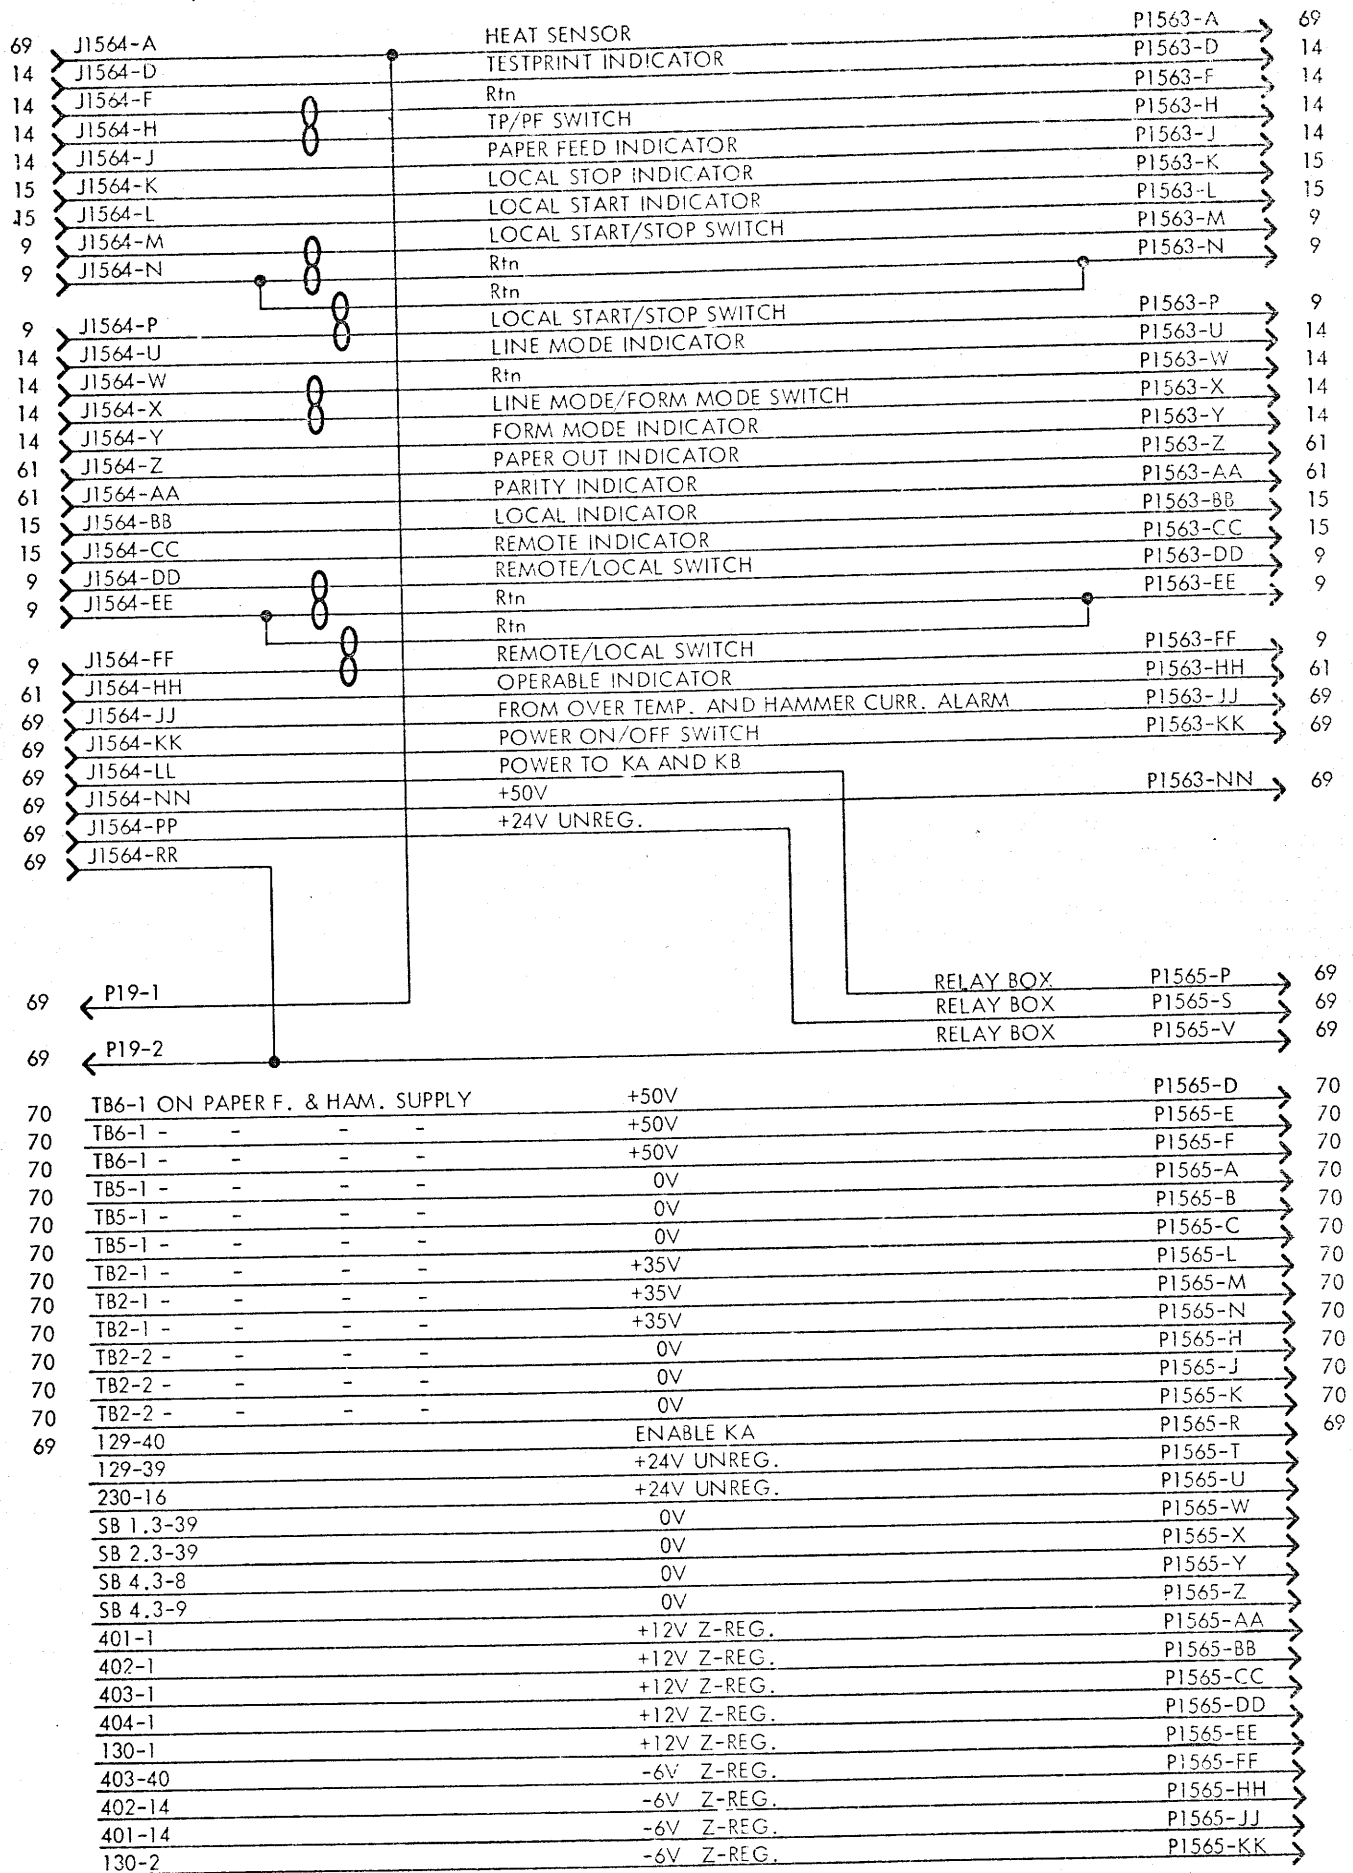 69 J1564-A HEAT SENSOR P1563-A 69
14 J1564-D TESTPRINT INDICATOR P1563-D 14
14 J1564-F Rtn P1563-F 14
14 J1564-H TP/PF SWITCH P1563-H 14
14 J1564-J PAPER FEED INDICATOR P1563-J 14
15 J1564-K LOCAL STOP INDICATOR P1563-K 15
15 J1564-L LOCAL START INDICATOR P1563-L 15
9 J1564-M LOCAL START/STOP SWITCH P1563-M 9
9 J1564-N Rtn P1563-N 9
Rtn
9 J1564-P LOCAL START/STOP SWITCH P1563-P 9
14 J1564-U LINE MODE INDICATOR P1563-U 14
14 J1564-W Rtn P1563-W 14
14 J1564-X LINE MODE/FORM MODE SWITCH P1563-X 14
14 J1564-Y FORM MODE INDICATOR P1563-Y 14
61 J1564-Z PAPER OUT INDICATOR P1563-Z 61
61 J1564-AA PARITY INDICATOR P1563-AA 61
15 J1564-BB LOCAL INDICATOR P1563-BB 15
15 J1564-CC REMOTE INDICATOR P1563-CC 15
9 J1564-DD REMOTE/LOCAL SWITCH P1563-DD 9
9 J1564-EE Rtn P1563-EE 9
Rtn
9 J1564-FF REMOTE/LOCAL SWITCH P1563-FF 9
61 J1564-HH OPERABLE INDICATOR P1563-HH 61
69 J1564-JJ FROM OVER TEMP. AND HAMMER CURR. ALARM P1563-JJ 69
69 J1564-KK POWER ON/OFF SWITCH P1563-KK 69
69 J1564-LL POWER TO KA AND KB
69 J1564-NN +50V P1563-NN 69
69 J1564-PP +24V UNREG.
69 J1564-RR
RELAY BOX P1565-P 69
69 P19-1 RELAY BOX P1565-S 69
RELAY BOX P1565-V 69
69 P19-2
70 TB6-1 ON PAPER F. & HAM. SUPPLY +50V P1565-D 70
70 TB6-1 - - - - +50V P1565-E 70
70 TB6-1 - - - - +50V P1565-F 70
70 TB5-1 - - - - 0V P1565-A 70
70 TB5-1 - - - - 0V P1565-B 70
70 TB5-1 - - - - 0V P1565-C 70
70 TB2-1 - - - - +35V P1565-L 70
70 TB2-1 - - - - +35V P1565-M 70
70 TB2-1 - - - - +35V P1565-N 70
70 TB2-2 - - - - 0V P1565-H 70
70 TB2-2 - - - - 0V P1565-J 70
70 TB2-2 - - - - 0V P1565-K 70
69 129-40 ENABLE KA P1565-R 69
129-39 +24V UNREG. P1565-T
230-16 +24V UNREG. P1565-U
SB 1.3-39 0V P1565-W
SB 2.3-39 0V P1565-X
SB 4.3-8 0V P1565-Y
SB 4.3-9 0V P1565-Z
401-1 +12V Z-REG. P1565-AA
402-1 +12V Z-REG. P1565-BB
403-1 +12V Z-REG. P1565-CC
404-1 +12V Z-REG. P1565-DD
130-1 +12V Z-REG. P1565-EE
403-40 -6V Z-REG. P1565-FF
402-14 -6V Z-REG. P1565-HH
401-14 -6V Z-REG. P1565-JJ
130-2 -6V Z-REG. P1565-KK